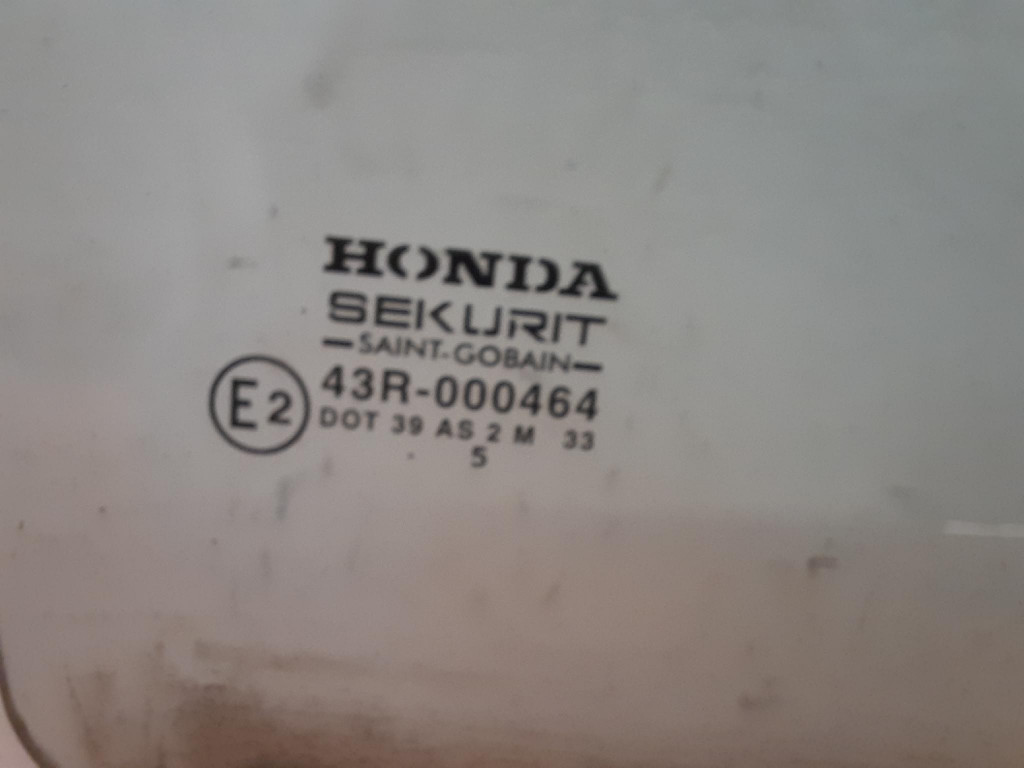 HONDA
SEKURIT
SAINT-GOBAIN
E2 43R-000464
DOT 39 AS 2 M 33
5